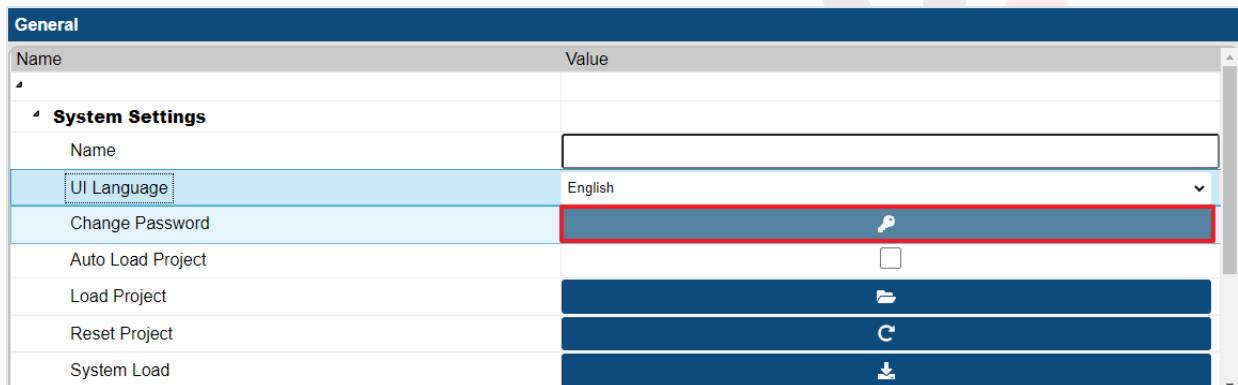 General
Name Value
System Settings
Name
UI Language English
Change Password
Auto Load Project
Load Project
Reset Project
System Load